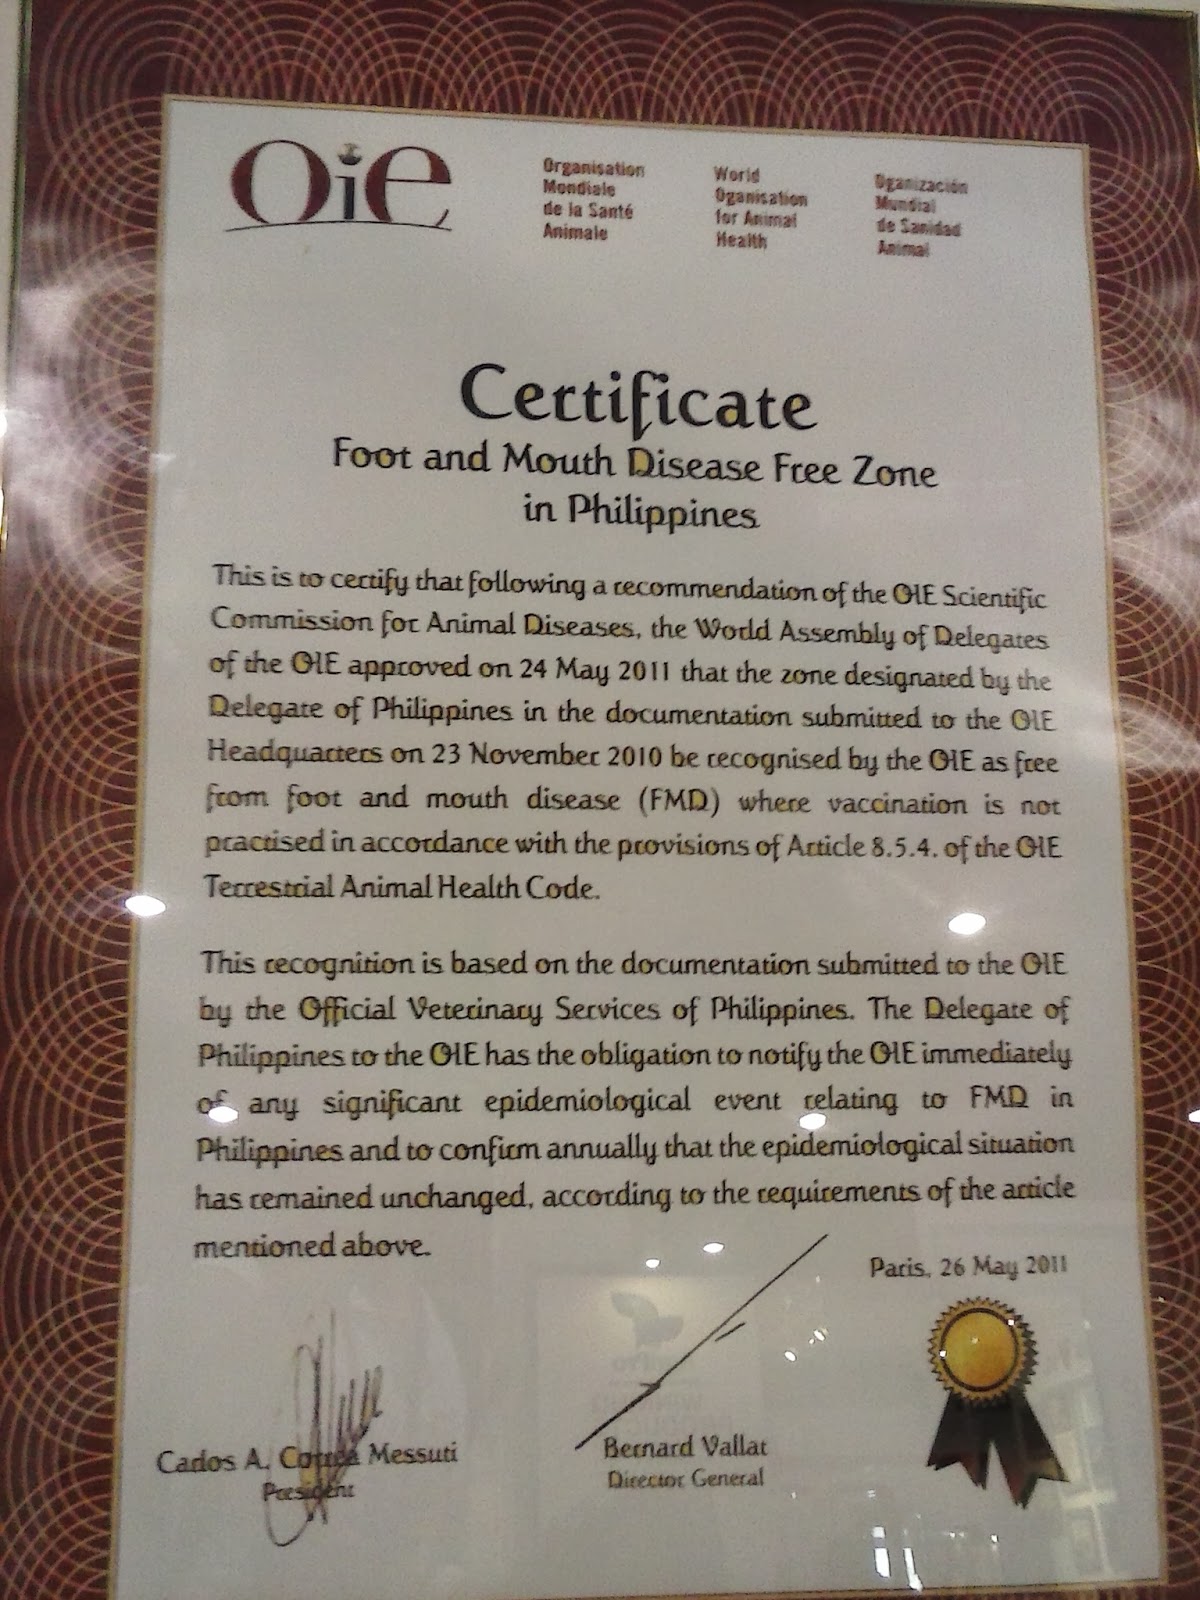 OiE
Organisation
Mondiale
de la Santé
Animale
World
Oganisation
for Animal
Health
Oganización
Mundial
de Sanidad
Animal
Certificate
Foot and Mouth Disease Free Zone
in Philippines
This is to certify that following a recommendation of the OIE Scientific
Commission for Animal Diseases, the World Assembly of Delegates
of the OIE approved on 24 May 2011 that the zone designated by the
Delegate of Philippines in the documentation submitted to the OIE
Headquarters on 23 November 2010 be recognised by the OIE as free
from foot and mouth disease (FMD) where vaccination is not
practised in accordance with the provisions of Article 8.5.4. of the OIE
Terrestrial Animal Health Code.
This recognition is based on the documentation submitted to the OIE
by the Official Veterinary Services of Philippines. The Delegate of
Philippines to the OIE has the obligation to notify the OIE immediately
of any significant epidemiological event relating to FMD in
Philippines and to confirm annually that the epidemiological situation
has remained unchanged, according to the requirements of the article
mentioned above.
Paris, 26 May 2011
Carlos A. Correa Messuti
President
Bernard Vallat
Director General